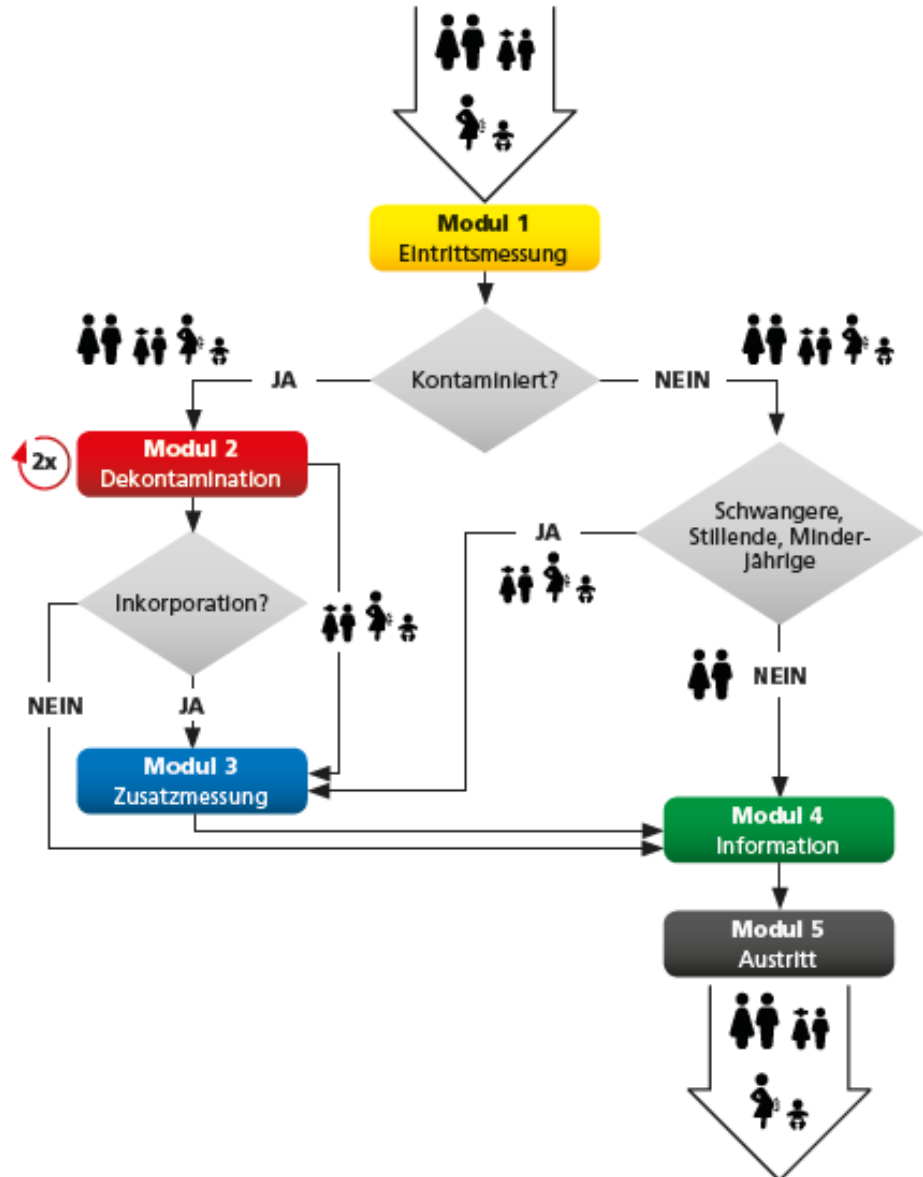 Modul 1
Eintrittsmessung
Kontaminiert?
JA
NEIN
2x
Modul 2
Dekontamination
Schwangere,
Stillende, Minder-
jährige
JA
Inkorporation?
NEIN
NEIN
JA
Modul 3
Zusatzmessung
Modul 4
Information
Modul 5
Austritt